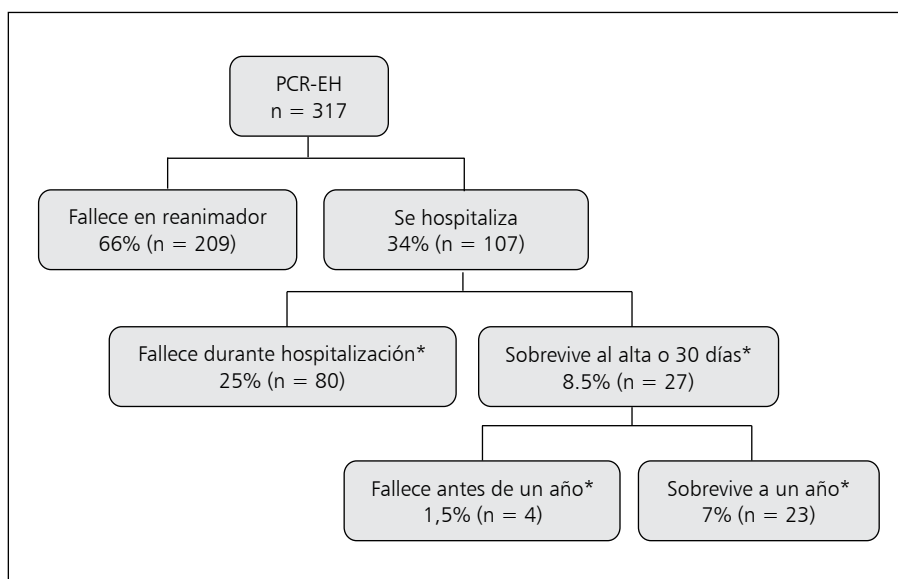 PCR-EH
n = 317
Fallece en reanimador
66% (n = 209)
Se hospitaliza
34% (n = 107)
Fallece durante hospitalización*
25% (n = 80)
Sobrevive al alta o 30 días*
8.5% (n = 27)
Fallece antes de un año*
1,5% (n = 4)
Sobrevive a un año*
7% (n = 23)